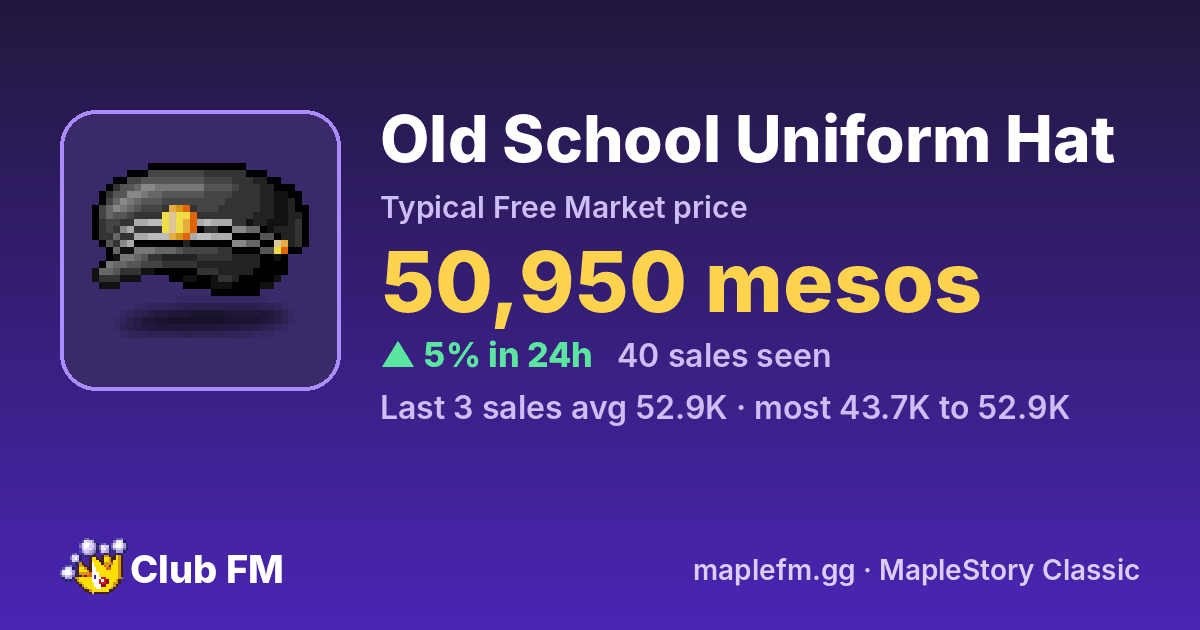 Old School Uniform Hat
Typical Free Market price
50,950 mesos
▲ 5% in 24h 40 sales seen
Last 3 sales avg 52.9K · most 43.7K to 52.9K
Club FM
maplefm.gg · MapleStory Classic